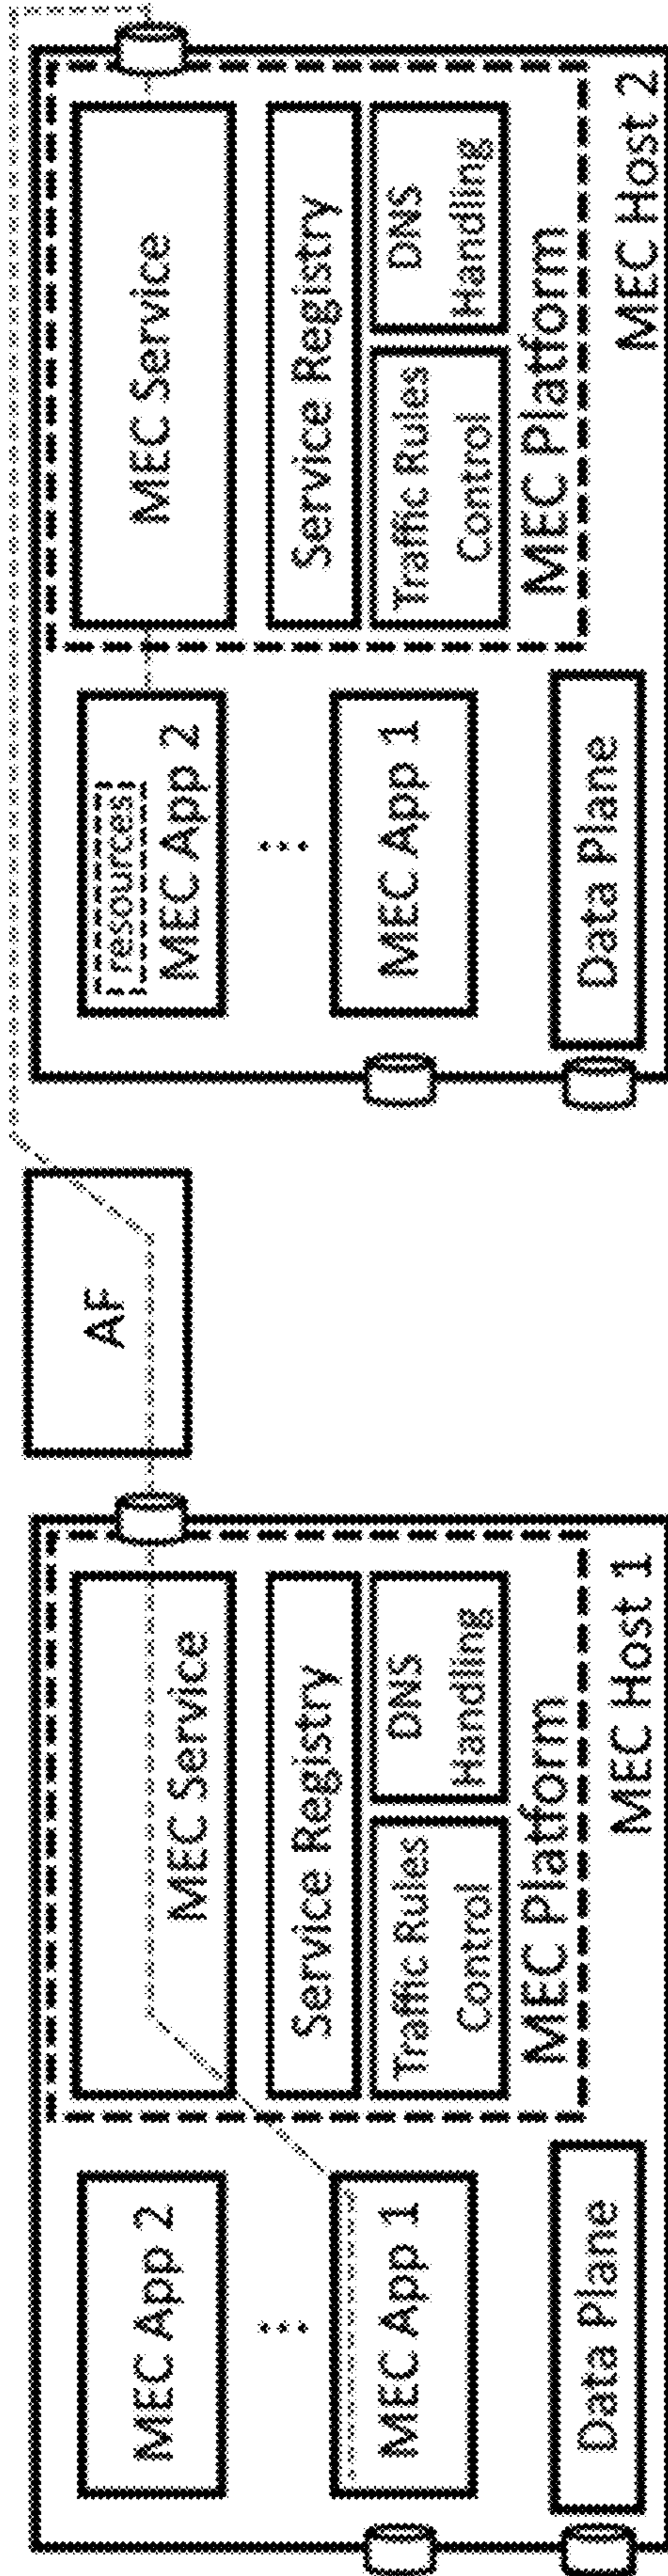 MEC App 2
MEC App 1
Data Plane
MEC Service
Service Registry
Traffic Rules
Control
DNS
Handling
MEC Platform
MEC Host 1
AF
resources
MEC App 2
MEC App 1
Data Plane
MEC Service
Service Registry
Traffic Rules
Control
DNS
Handling
MEC Platform
MEC Host 2